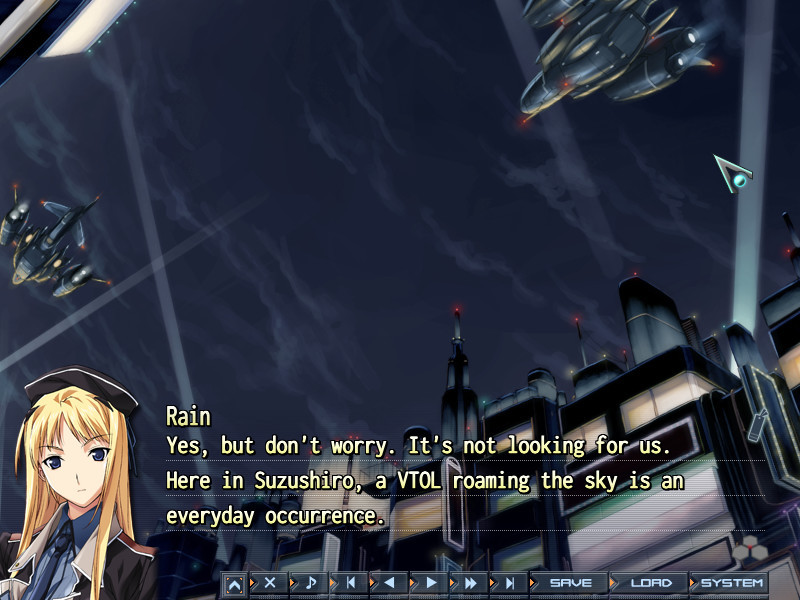 Rain
Yes, but don't worry. It's not looking for us.
Here in Suzushiro, a VTOL roaming the sky is an
everyday occurrence.
SAVE LOAD SYSTEM